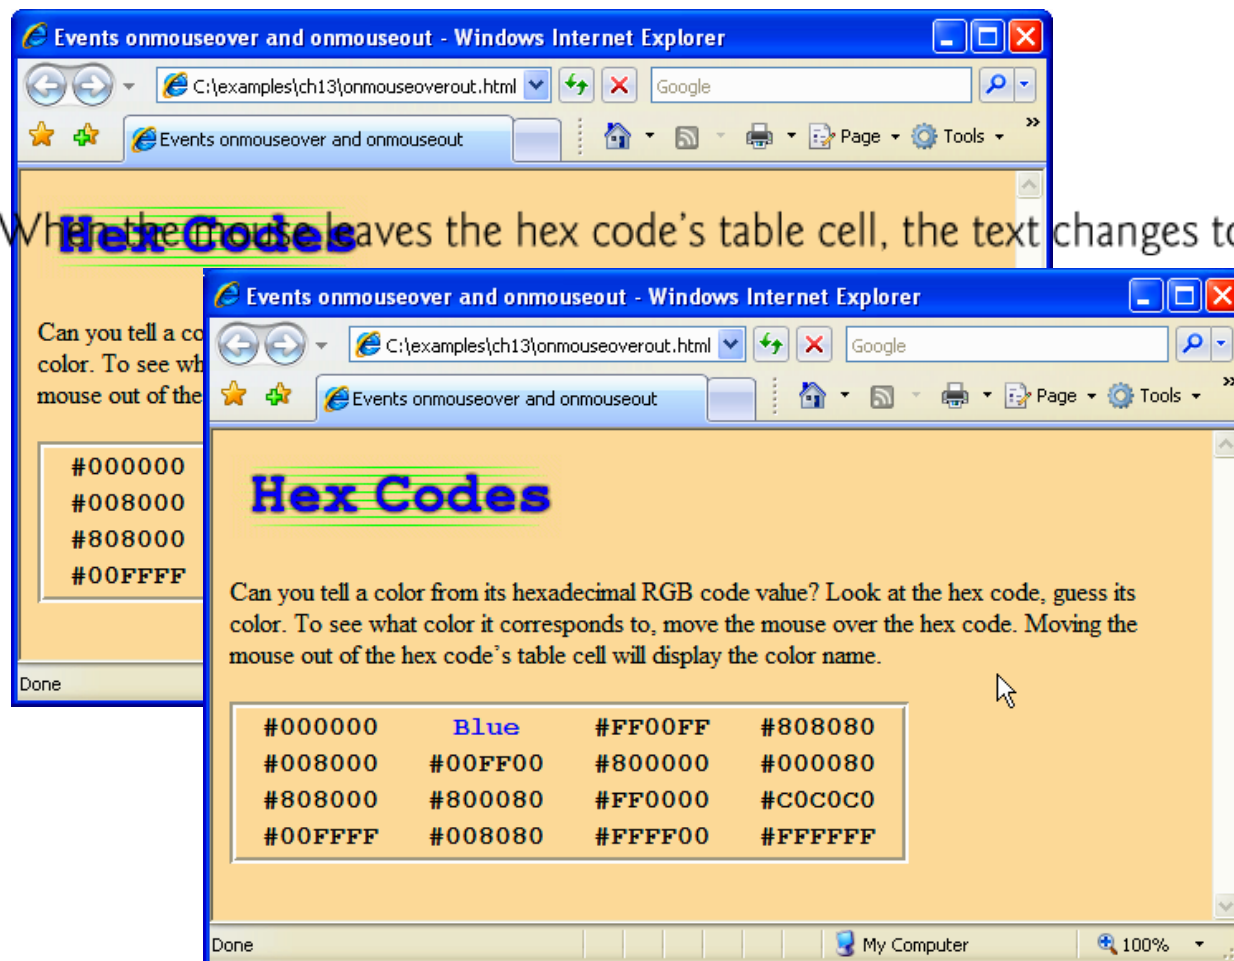 Events onmouseover and onmouseout - Windows Internet Explorer
C:\examples\ch13\onmouseoverout.html
Google
Events onmouseover and onmouseout
Page
Tools
Hex Codes
When the mouse leaves the hex code's table cell, the text changes to
Can you tell a co
color. To see wh
mouse out of the
#000000
#008000
#808000
#00FFFF
Done
Events onmouseover and onmouseout - Windows Internet Explorer
C:\examples\ch13\onmouseoverout.html
Google
Events onmouseover and onmouseout
Page
Tools
Hex Codes
Can you tell a color from its hexadecimal RGB code value? Look at the hex code, guess its
color. To see what color it corresponds to, move the mouse over the hex code. Moving the
mouse out of the hex code's table cell will display the color name.
#000000 Blue #FF00FF #808080
#008000 #00FF00 #800000 #000080
#808000 #800080 #FF0000 #C0C0C0
#00FFFF #008080 #FFFF00 #FFFFFF
Done
My Computer
100%